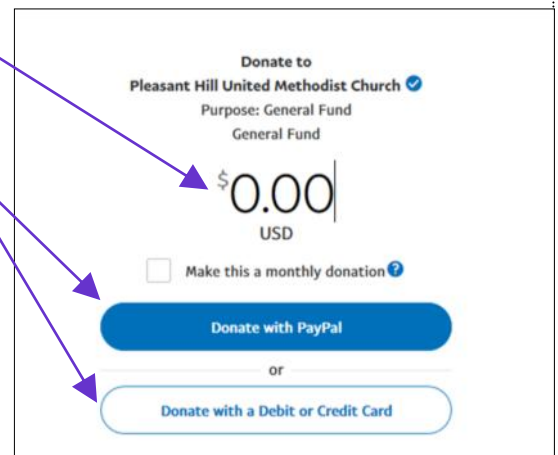 Donate to
Pleasant Hill United Methodist Church
Purpose: General Fund
General Fund
$0.00
USD
Make this a monthly donation ?
Donate with PayPal
or
Donate with a Debit or Credit Card